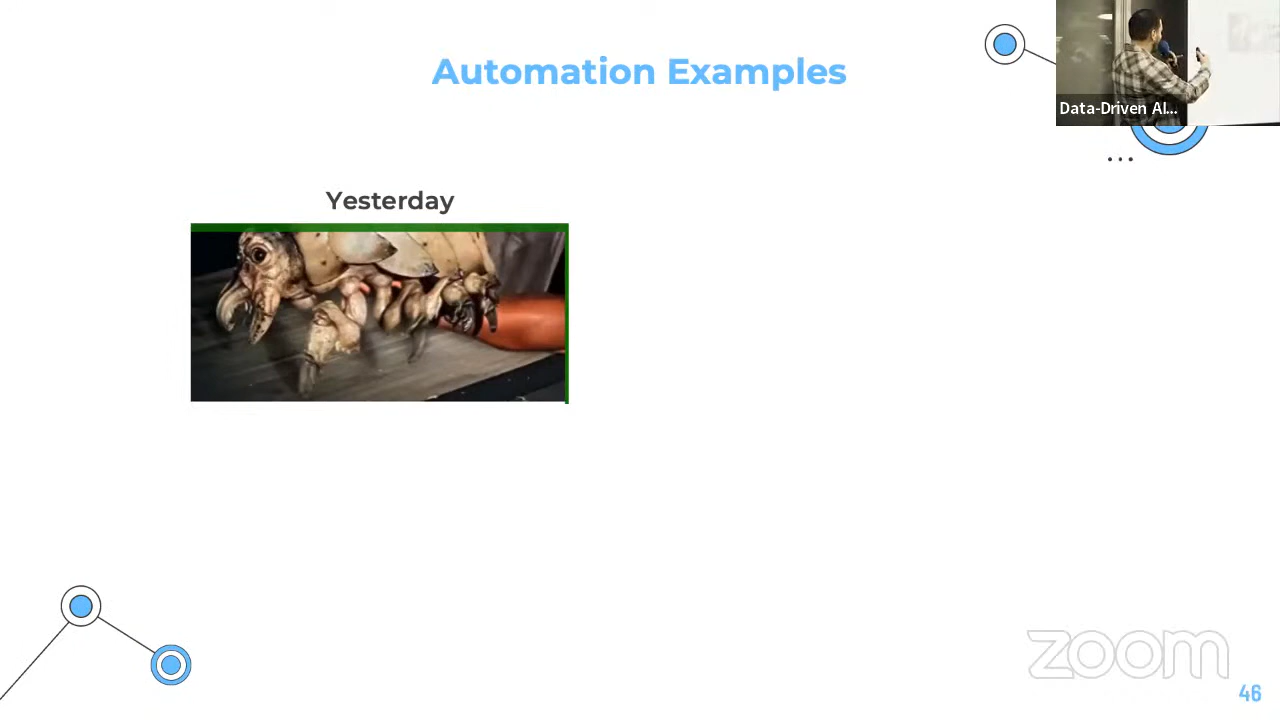 Automation Examples
Data-Driven AI...
...
Yesterday
zoom
46